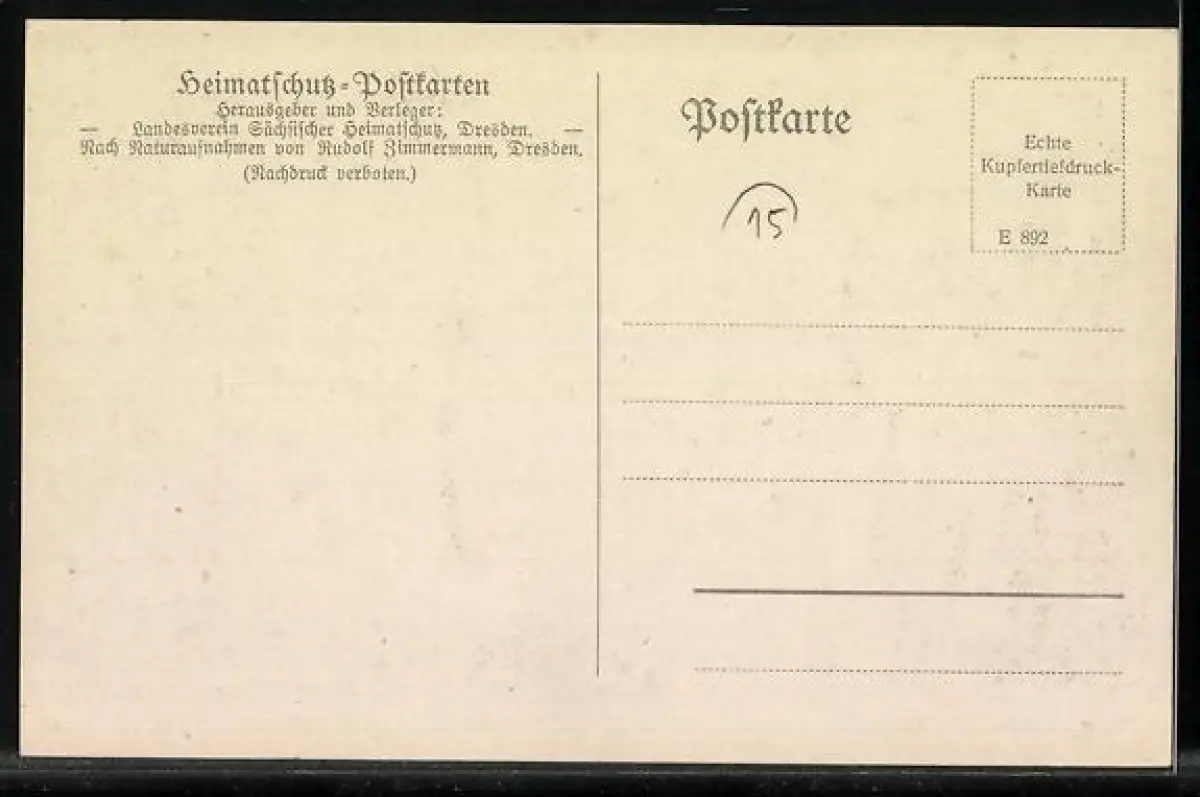 Heimatschutz-Postkarten
Herausgeber und Verleger:
— Landesverein Sächsischer Heimatschutz, Dresden. —
Nach Naturaufnahmen von Rudolf Zimmermann, Dresden.
(Nachdruck verboten.)
Postkarte
15
Echte
Kupfertiefdruck-
Karte
E 892